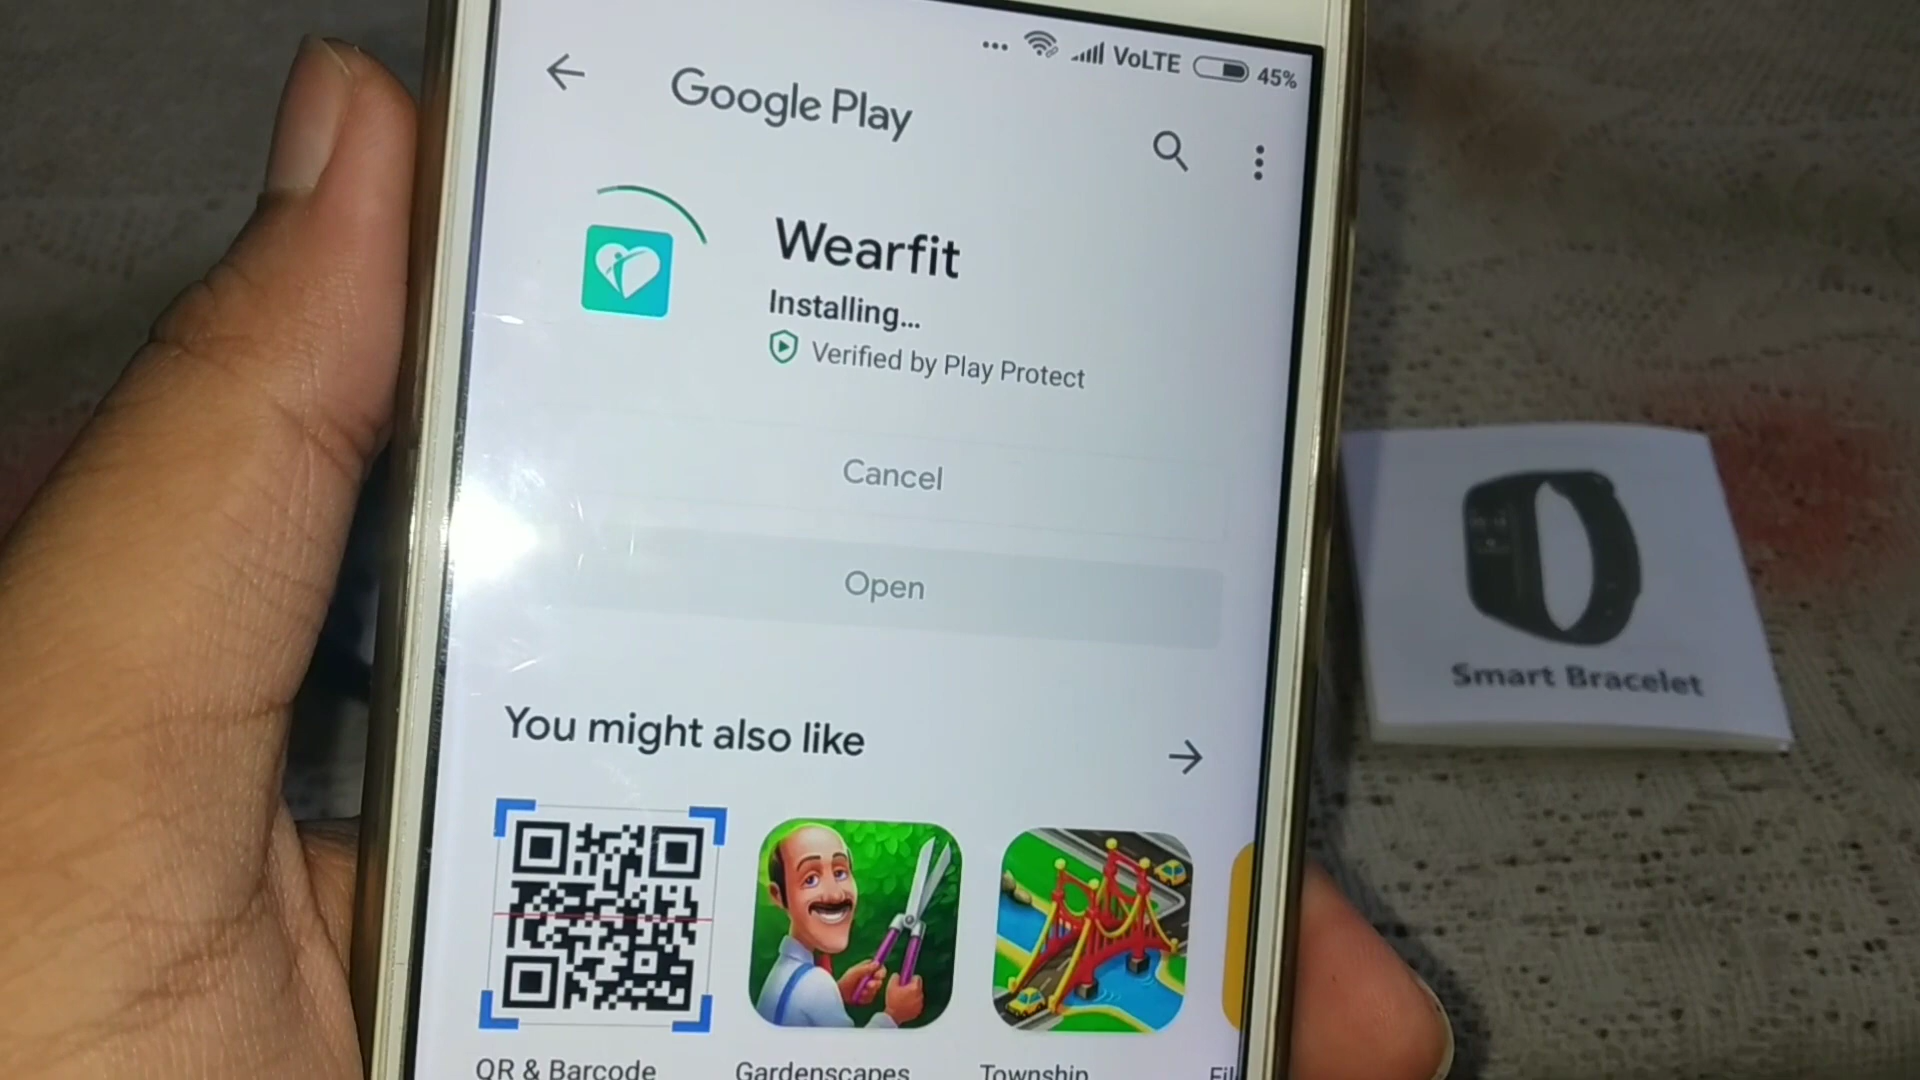 VoLTE 45%
Google Play
Wearfit
Installing...
Verified by Play Protect
Cancel
Open
You might also like
QR & Barcode
Gardenscapes
Township
Smart Bracelet